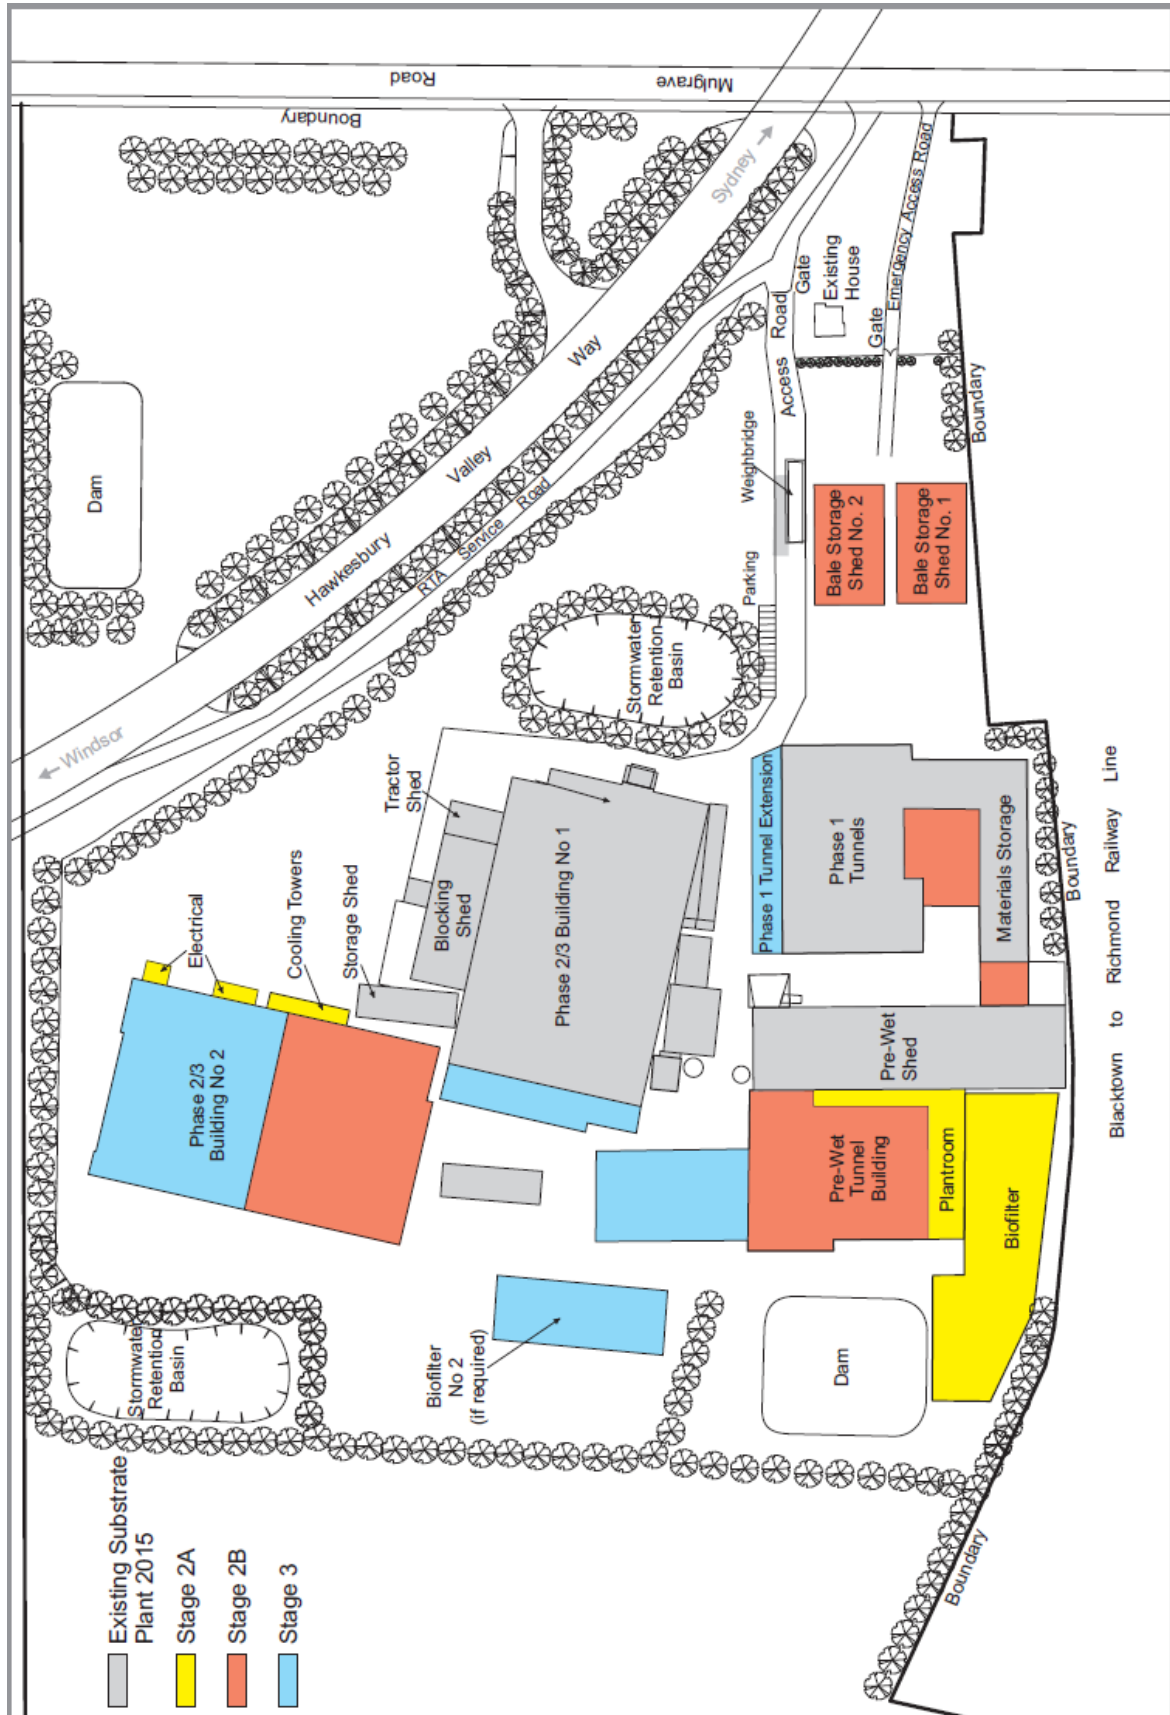 Mulgrave
Road
Boundary
Sydney
Hawkesbury
Valley
Way
Windsor
RTA
Service
Road
Access
Road
Gate
Existing
House
Gate
Emergency Access Road
Boundary
Weighbridge
Parking
Dam
Stormwater
Retention
Basin
Bale Storage
Shed No. 2
Bale Storage
Shed No. 1
Tractor
Shed
Blocking
Shed
Storage Shed
Cooling Towers
Electrical
Phase 2/3 Building No 1
Phase 2/3
Building No 2
Phase 1 Tunnel Extension
Phase 1
Tunnels
Materials Storage
Boundary
Blacktown to Richmond Railway Line
Pre-Wet
Shed
Pre-Wet
Tunnel
Building
Plantroom
Biofilter
Biofilter
No 2
(if required)
Dam
Stormwater
Retention
Basin
Boundary
Existing Substrate
Plant 2015
Stage 2A
Stage 2B
Stage 3